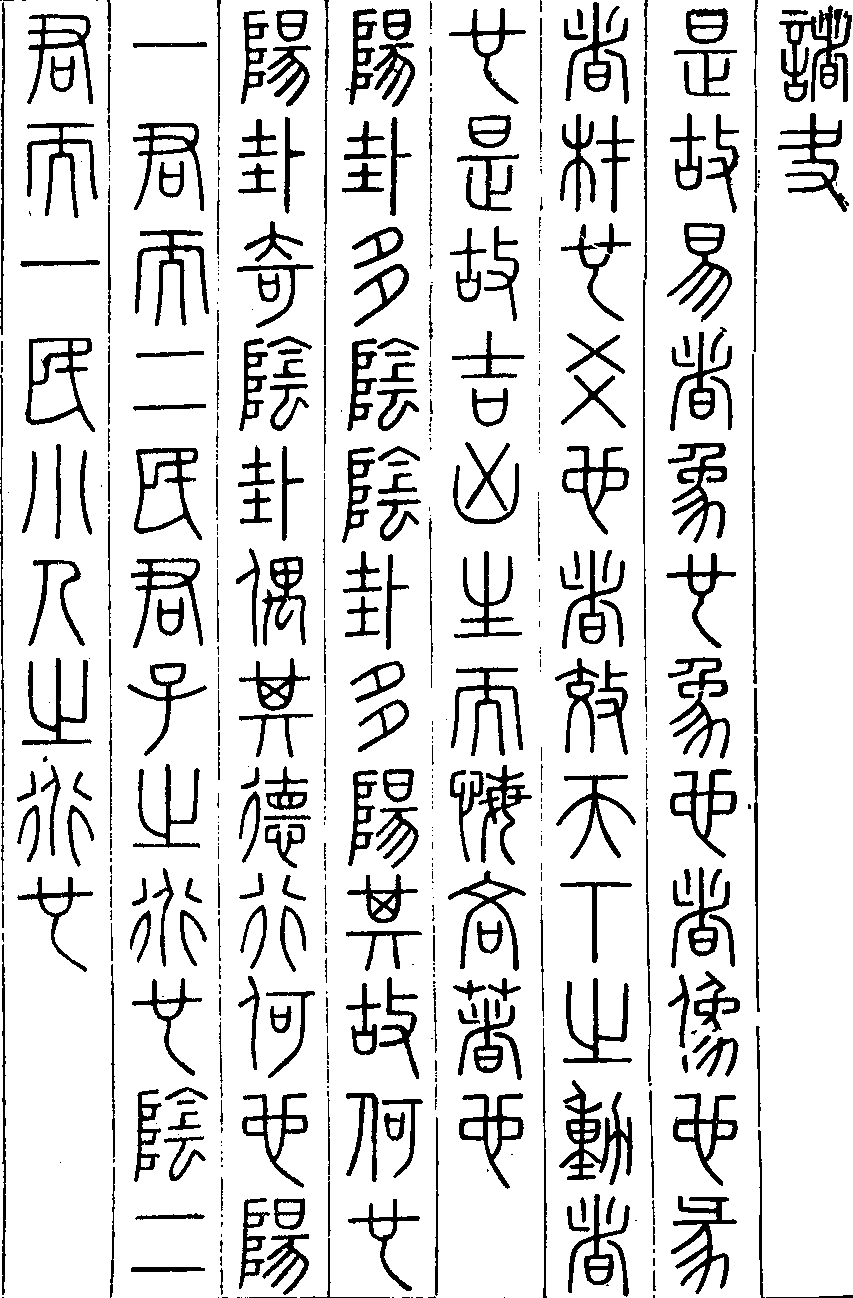 諸夬
是故易者象也象也者像也彖
者材也爻也者效天下之動者
也是故吉凶生而悔吝著也
陽卦多陰陰卦多陽其故何也
陽卦奇陰卦偶其德行何也陽
一君而二民君子之道也陰二
君而一民小人之道也